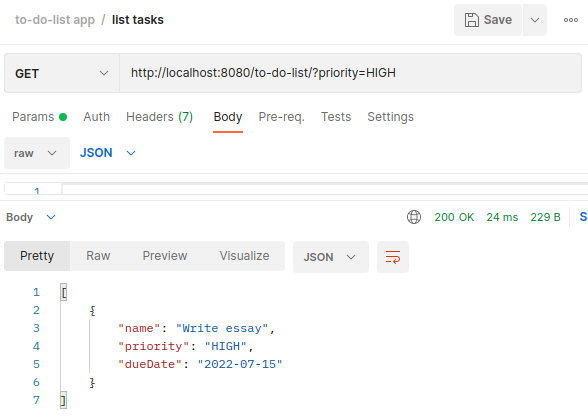 to-do-list app / list tasks
Save
GET http://localhost:8080/to-do-list/?priority=HIGH
Params Auth Headers (7) Body Pre-req. Tests Settings
raw JSON
1
Body 200 OK 24 ms 229 B S
Pretty Raw Preview Visualize JSON
1 [
2 {
3 "name": "Write essay",
4 "priority": "HIGH",
5 "dueDate": "2022-07-15"
6 }
7 ]